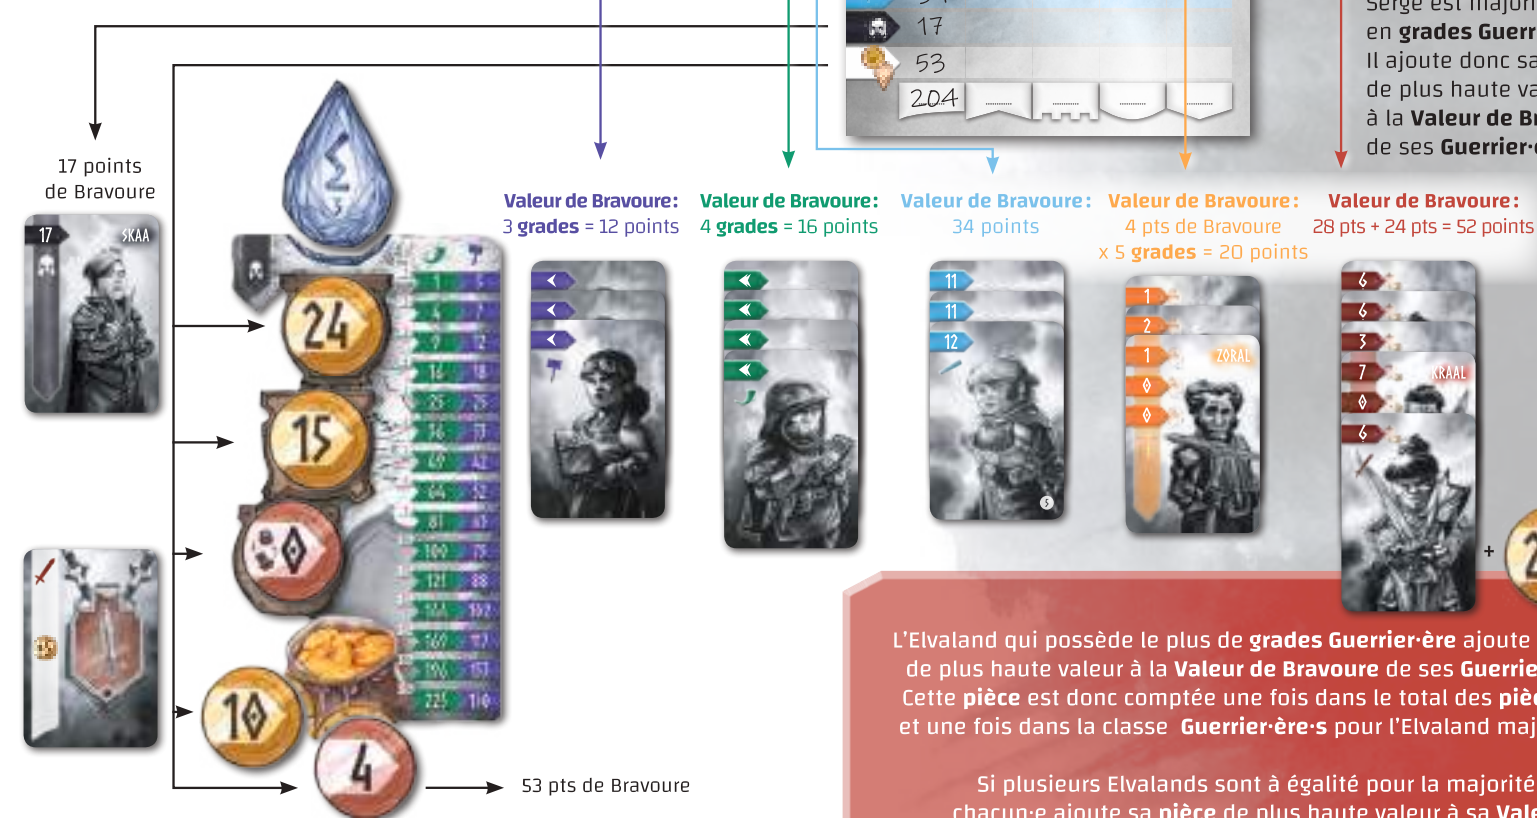 17
53
204
en grades Guerr
Il ajoute donc sa
de plus haute va
à la Valeur de Br
de ses Guerrier·
17 points
de Bravoure
17
SKAA
24
15
0
10
4
53 pts de Bravoure
Valeur de Bravoure :
3 grades = 12 points
Valeur de Bravoure :
4 grades = 16 points
Valeur de Bravoure :
34 points
Valeur de Bravoure :
4 pts de Bravoure
x 5 grades = 20 points
Valeur de Bravoure :
28 pts + 24 pts = 52 points
11
11
12
5
1
2
1
ZORAL
0
0
6
6
3
7
KRAAL
0
6
+
L'Elvaland qui possède le plus de grades Guerrier·ère ajoute
de plus haute valeur à la Valeur de Bravoure de ses Guerrie
Cette pièce est donc comptée une fois dans le total des piè
et une fois dans la classe Guerrier·ère·s pour l'Elvaland maj
Si plusieurs Elvalands sont à égalité pour la majorité
chacun·e ajoute sa pièce de plus haute valeur à sa Vale